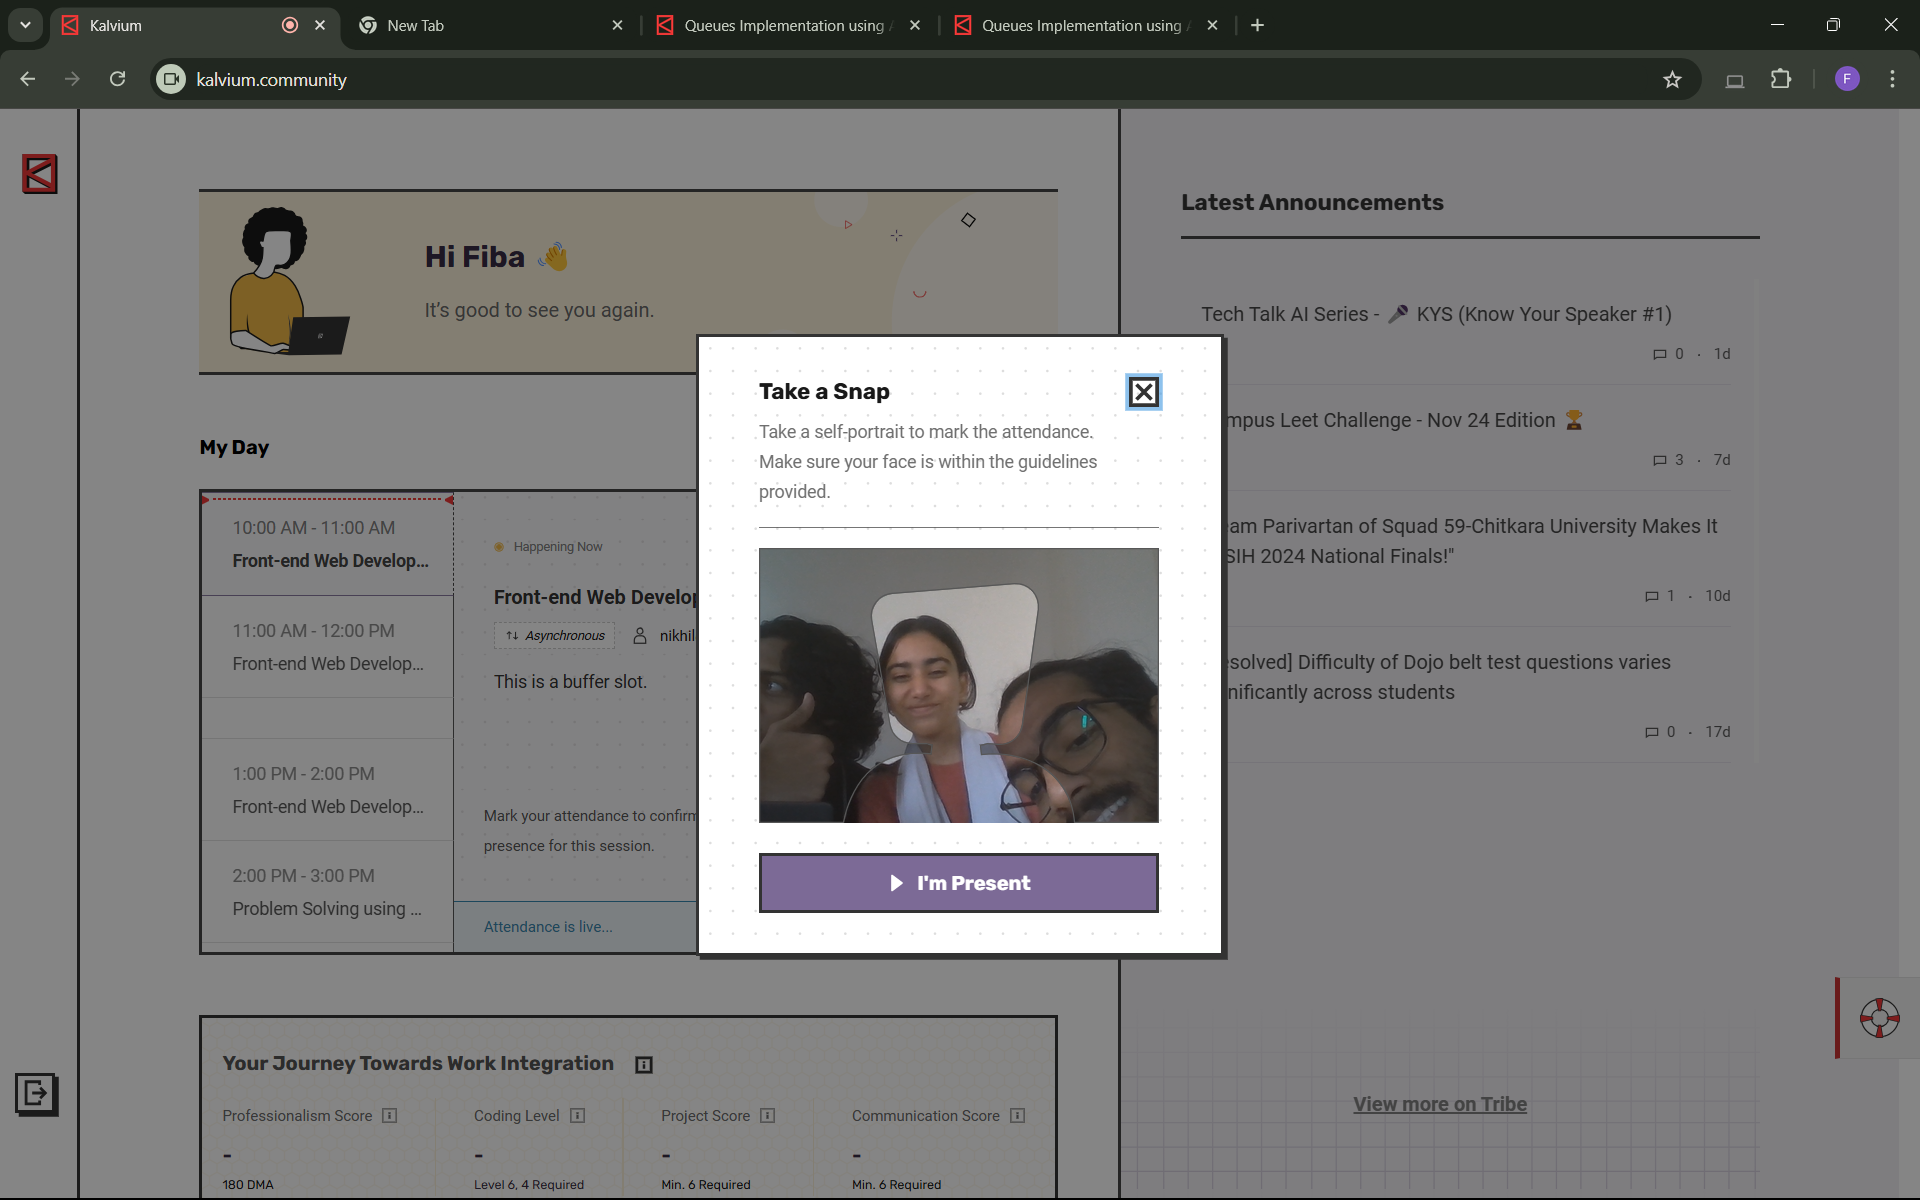 Kalvium
New Tab
Queues Implementation using
Queues Implementation using
kalvium.community
F
Hi Fiba 👋
It's good to see you again.
My Day
10:00 AM - 11:00 AM
Front-end Web Develop...
11:00 AM - 12:00 PM
Front-end Web Develop...
1:00 PM - 2:00 PM
Front-end Web Develop...
2:00 PM - 3:00 PM
Problem Solving using ...
Happening Now
Front-end Web Develop
Asynchronous
nikhil
This is a buffer slot.
Mark your attendance to confirm
presence for this session.
Attendance is live...
Take a Snap
Take a self-portrait to mark the attendance.
Make sure your face is within the guidelines
provided.
I'm Present
Latest Announcements
Tech Talk AI Series - 🎤 KYS (Know Your Speaker #1)
0 · 1d
mpus Leet Challenge - Nov 24 Edition 🏆
3 · 7d
am Parivartan of Squad 59-Chitkara University Makes It
SIH 2024 National Finals!"
1 · 10d
solved] Difficulty of Dojo belt test questions varies
nificantly across students
0 · 17d
View more on Tribe
Your Journey Towards Work Integration
Professionalism Score
-
180 DMA
Coding Level
-
Level 6, 4 Required
Project Score
-
Min. 6 Required
Communication Score
-
Min. 6 Required